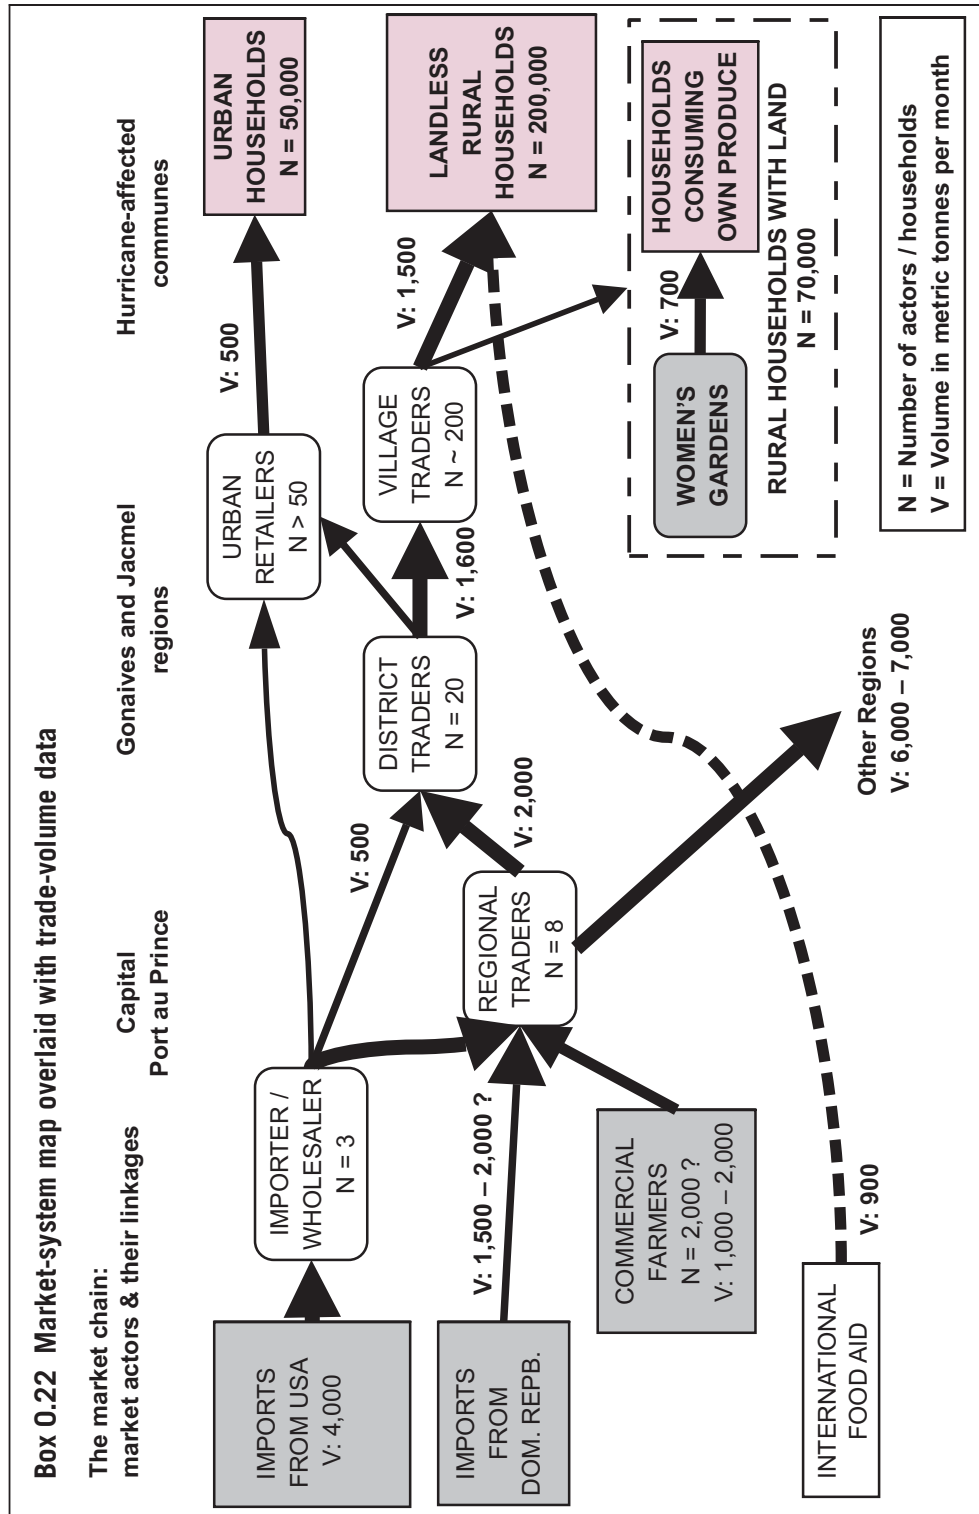 Box 0.22 Market-system map overlaid with trade-volume data
The market chain:
market actors & their linkages
Capital
Port au Prince
Gonaives and Jacmel
regions
Hurricane-affected
communes
IMPORTS
FROM USA
V: 4,000
IMPORTER /
WHOLESALER
N = 3
URBAN
RETAILERS
N > 50
V: 500
URBAN
HOUSEHOLDS
N = 50,000
V: 500
DISTRICT
TRADERS
N = 20
V: 1,600
VILLAGE
TRADERS
N ~ 200
V: 1,500
LANDLESS
RURAL
HOUSEHOLDS
N = 200,000
IMPORTS
FROM
DOM. REPB.
V: 1,500 – 2,000 ?
REGIONAL
TRADERS
N = 8
V: 2,000
COMMERCIAL
FARMERS
N = 2,000 ?
V: 1,000 – 2,000
Other Regions
V: 6,000 – 7,000
WOMEN'S
GARDENS
V: 700
HOUSEHOLDS
CONSUMING
OWN PRODUCE
RURAL HOUSEHOLDS WITH LAND
N = 70,000
INTERNATIONAL
FOOD AID
V: 900
N = Number of actors / households
V = Volume in metric tonnes per month